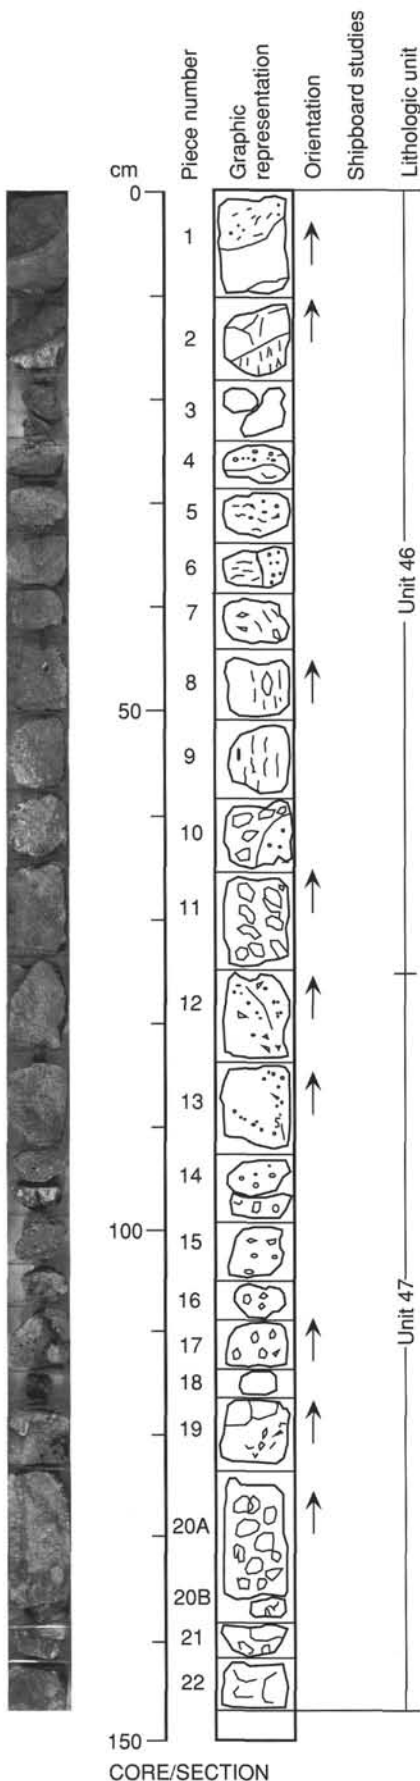 cm
Piece number
Graphic
representation
Orientation
Shipboard studies
Lithologic unit
0
1
2
3
4
5
6
7
8
50
9
10
11
12
13
14
100
15
16
17
18
19
20A
20B
21
22
150
Unit 46
Unit 47
CORE/SECTION